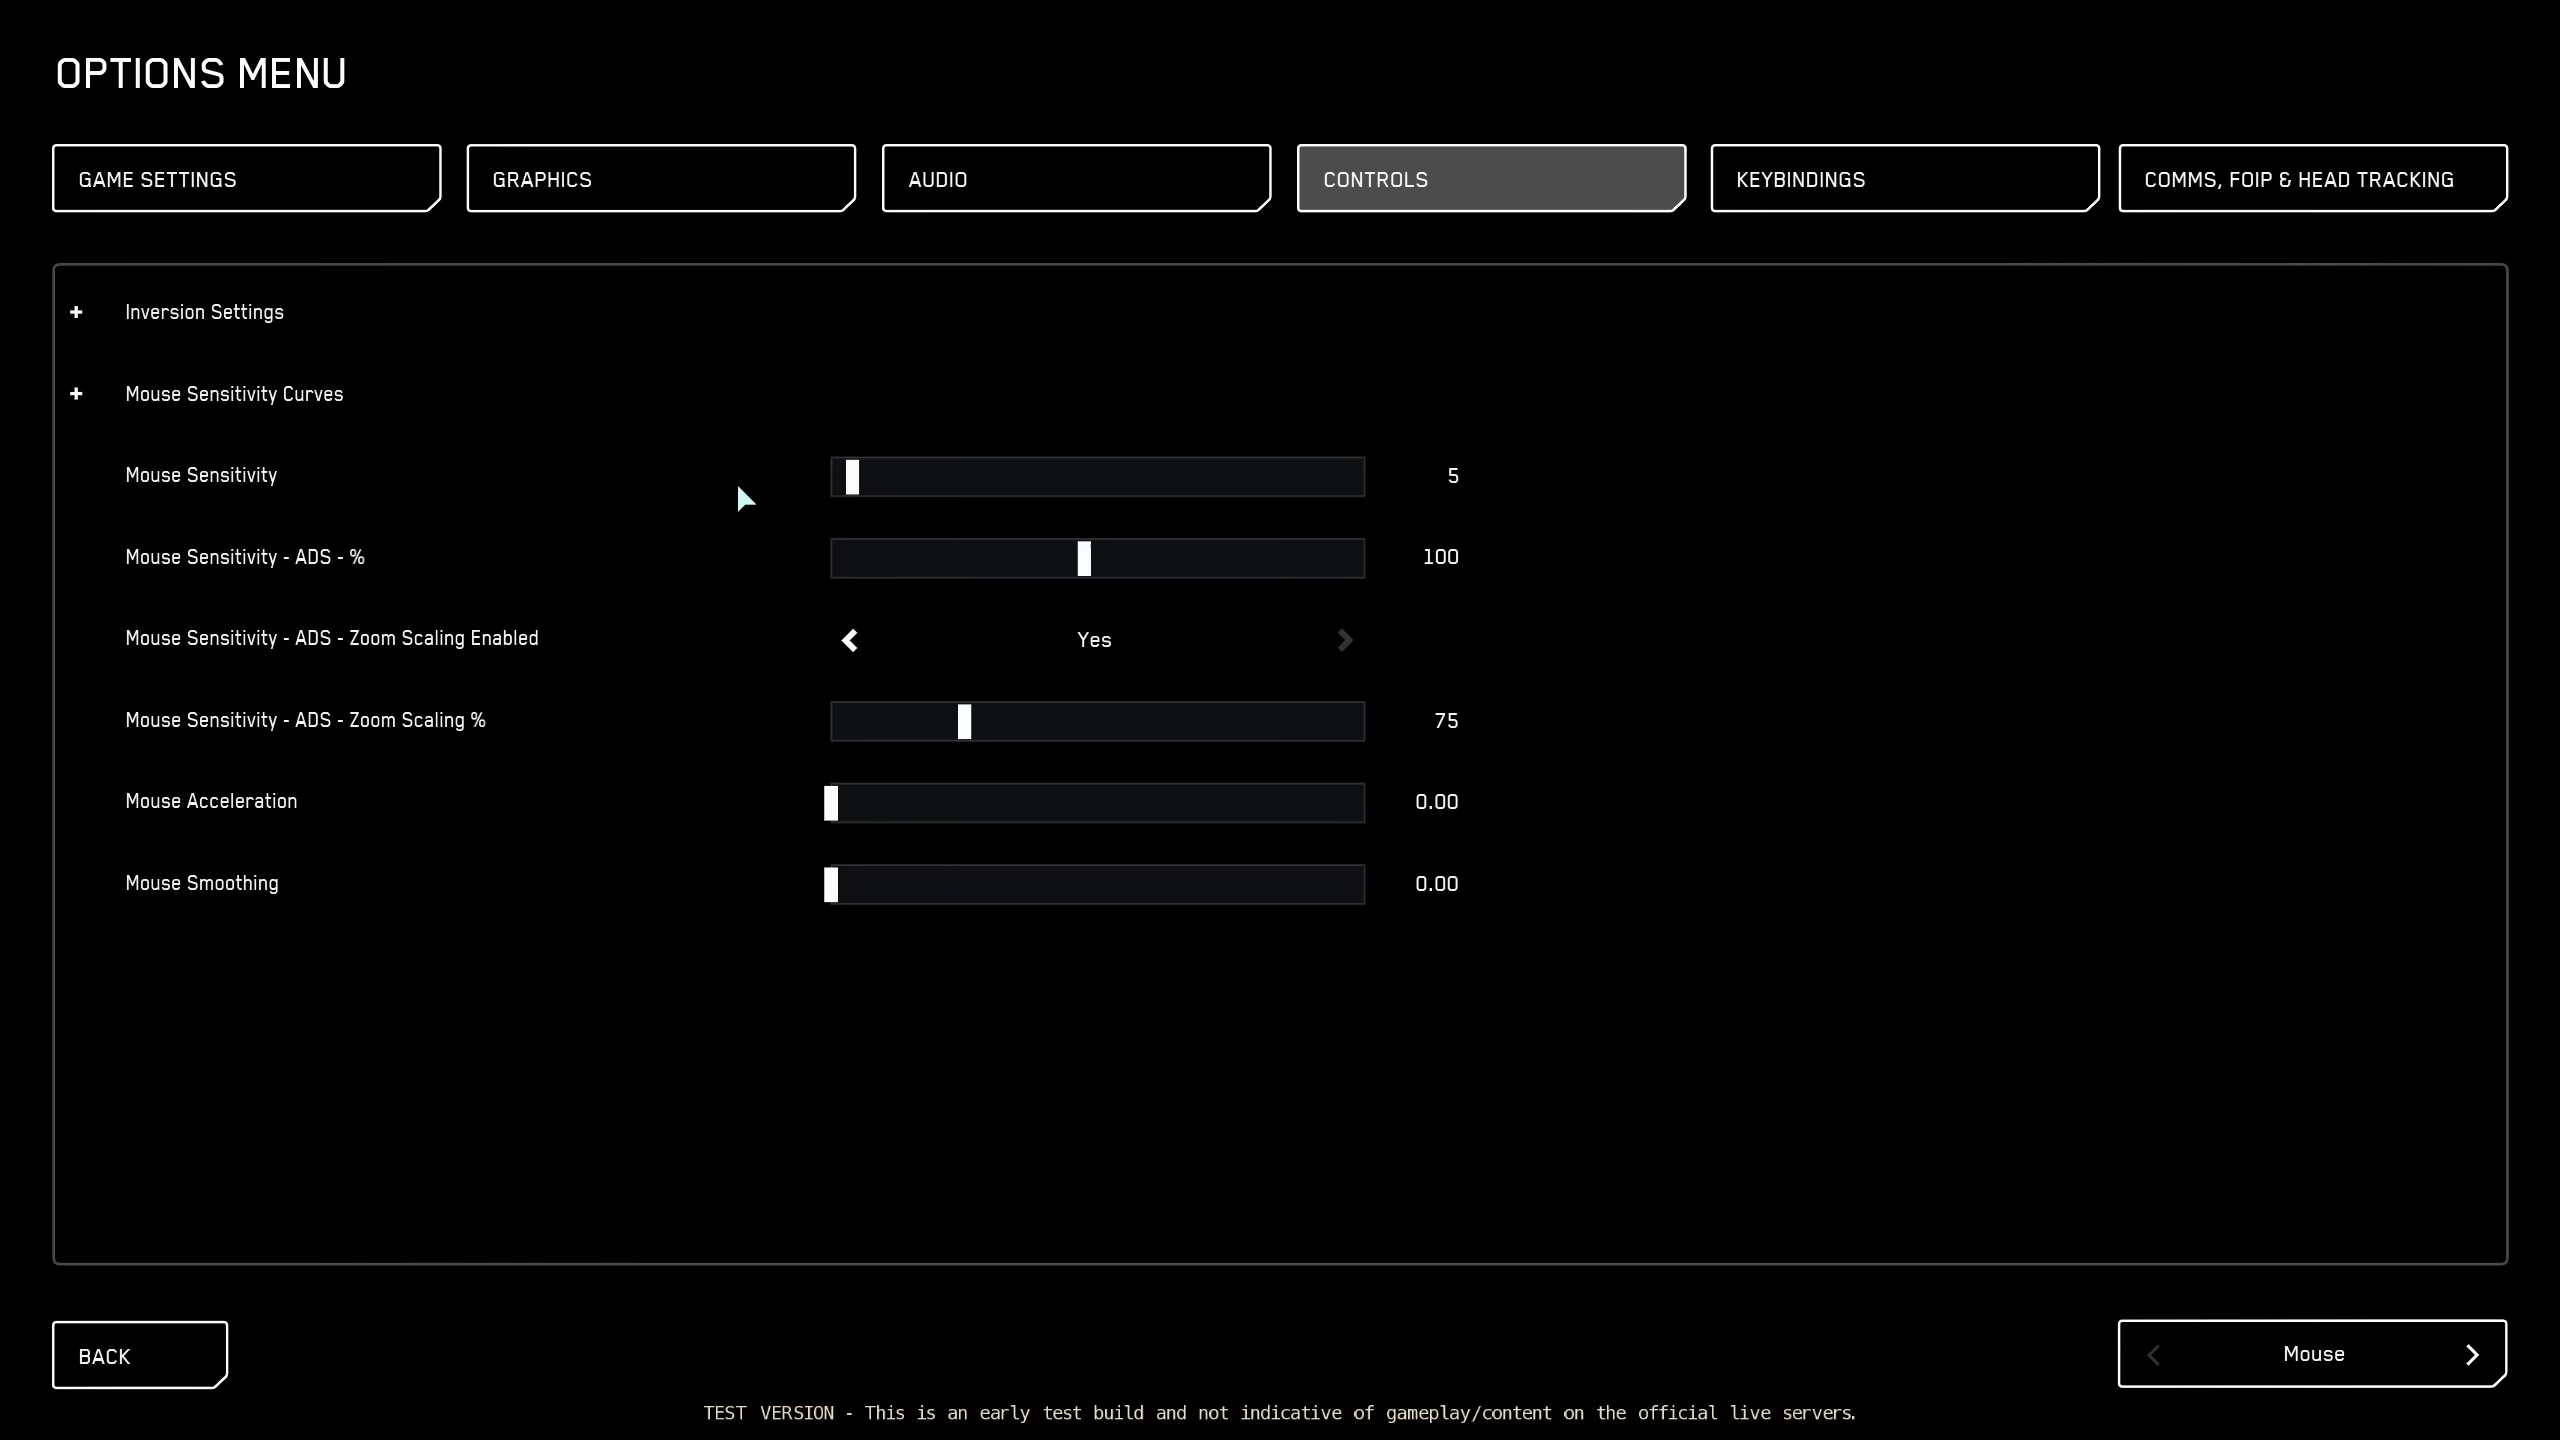 OPTIONS MENU
GAME SETTINGS
GRAPHICS
AUDIO
CONTROLS
KEYBINDINGS
COMMS, FOIP & HEAD TRACKING
+ Inversion Settings
+ Mouse Sensitivity Curves
Mouse Sensitivity 5
Mouse Sensitivity - ADS - % 100
Mouse Sensitivity - ADS - Zoom Scaling Enabled Yes
Mouse Sensitivity - ADS - Zoom Scaling % 75
Mouse Acceleration 0.00
Mouse Smoothing 0.00
BACK
Mouse
TEST VERSION - This is an early test build and not indicative of gameplay/content on the official live servers.